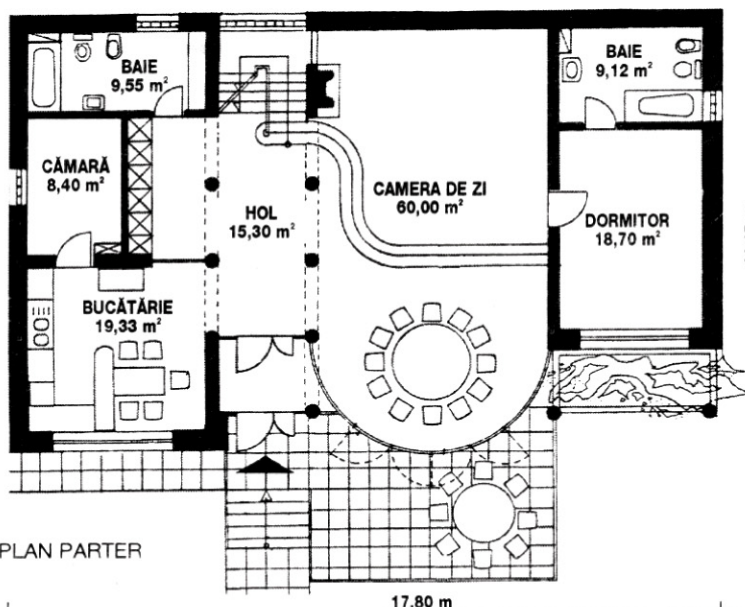 BAIE
9,55 m²
BAIE
9,12 m²
CĂMARĂ
8,40 m²
CAMERA DE ZI
60,00 m²
HOL
15,30 m²
DORMITOR
18,70 m²
BUCĂTĂRIE
19,33 m²
PLAN PARTER
17,80 m